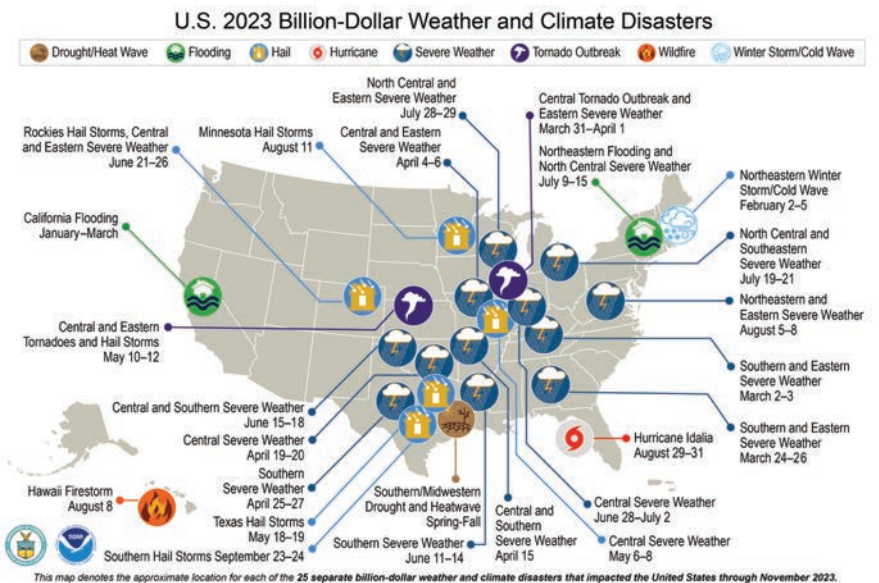 U.S. 2023 Billion-Dollar Weather and Climate Disasters
Drought/Heat Wave
Flooding
Hail
Hurricane
Severe Weather
Tornado Outbreak
Wildfire
Winter Storm/Cold Wave
North Central and
Eastern Severe Weather
July 28–29
Central Tornado Outbreak and
Eastern Severe Weather
March 31–April 1
Rockies Hail Storms, Central
and Eastern Severe Weather
June 21–26
Minnesota Hail Storms
August 11
Central and Eastern
Severe Weather
April 4–6
Northeastern Flooding and
North Central Severe Weather
July 9–15
Northeastern Winter
Storm/Cold Wave
February 2–5
California Flooding
January–March
North Central and
Southeastern
Severe Weather
July 19–21
Northeastern and
Eastern Severe Weather
August 5–8
Central and Eastern
Tornadoes and Hail Storms
May 10–12
Southern and Eastern
Severe Weather
March 2–3
Central and Southern Severe Weather
June 15–18
Central Severe Weather
April 19–20
Southern and Eastern
Severe Weather
March 24–26
Hurricane Idalia
August 29–31
Southern
Severe Weather
April 25–27
Hawaii Firestorm
August 8
Texas Hail Storms
May 18–19
Southern Hail Storms September 23–24
Southern/Midwestern
Drought and Heatwave
Spring-Fall
Southern Severe Weather
June 11–14
Central and
Southern
Severe Weather
April 15
Central Severe Weather
June 28–July 2
Central Severe Weather
May 6–8
NOAA
This map denotes the approximate location for each of the 25 separate billion-dollar weather and climate disasters that impacted the United States through November 2023.